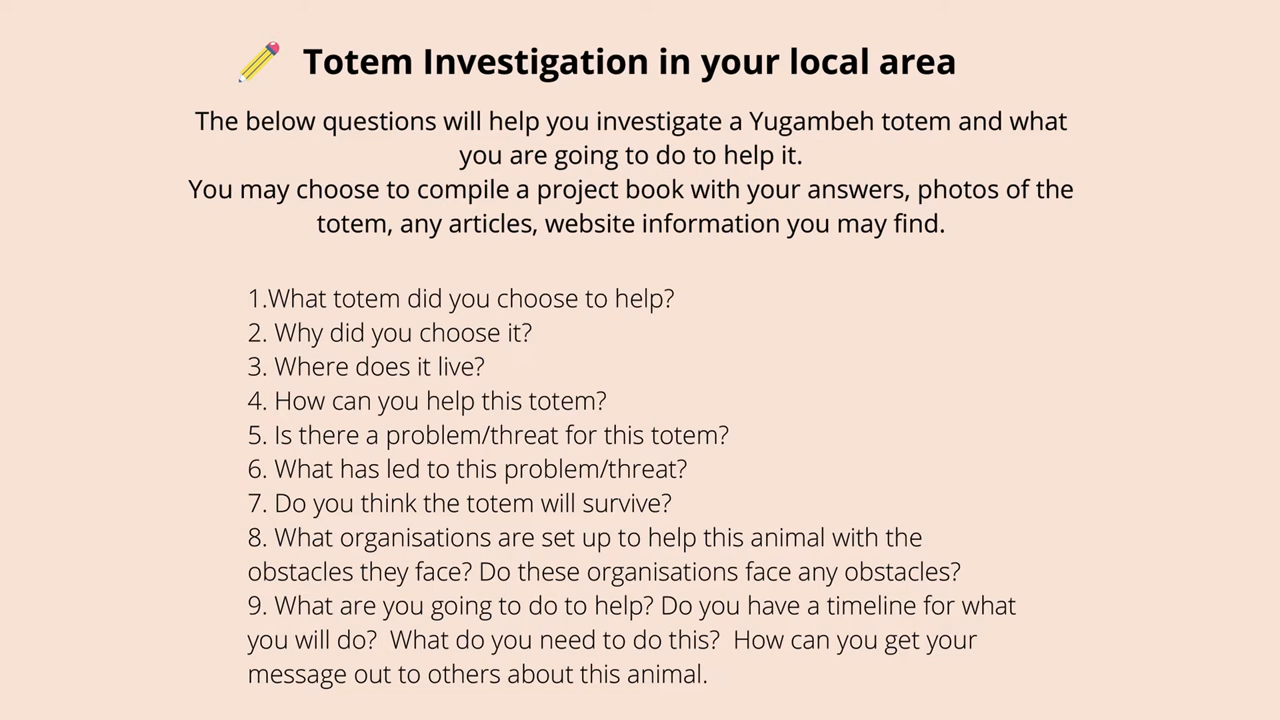 Totem Investigation in your local area
The below questions will help you investigate a Yugambeh totem and what
you are going to do to help it.
You may choose to compile a project book with your answers, photos of the
totem, any articles, website information you may find.
1.What totem did you choose to help?
2. Why did you choose it?
3. Where does it live?
4. How can you help this totem?
5. Is there a problem/threat for this totem?
6. What has led to this problem/threat?
7. Do you think the totem will survive?
8. What organisations are set up to help this animal with the
obstacles they face? Do these organisations face any obstacles?
9. What are you going to do to help? Do you have a timeline for what
you will do?  What do you need to do this?  How can you get your
message out to others about this animal.